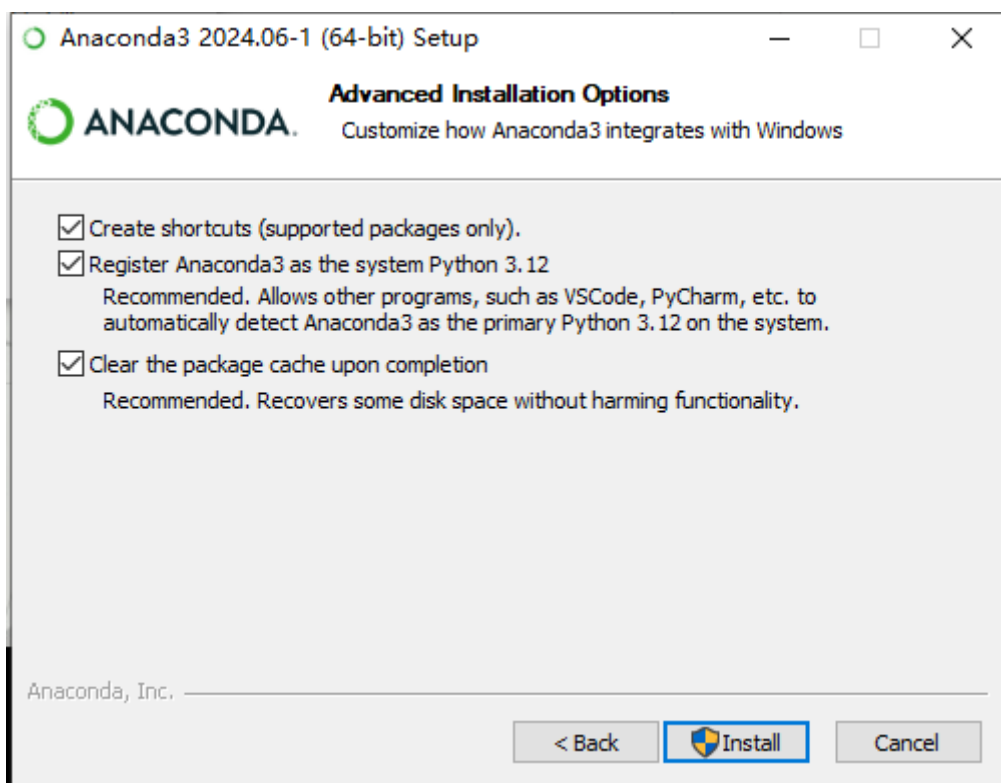 Anaconda3 2024.06-1 (64-bit) Setup
ANACONDA.
Advanced Installation Options
Customize how Anaconda3 integrates with Windows
Create shortcuts (supported packages only).
Register Anaconda3 as the system Python 3.12
Recommended. Allows other programs, such as VSCode, PyCharm, etc. to
automatically detect Anaconda3 as the primary Python 3.12 on the system.
Clear the package cache upon completion
Recommended. Recovers some disk space without harming functionality.
Anaconda, Inc.
< Back Install Cancel